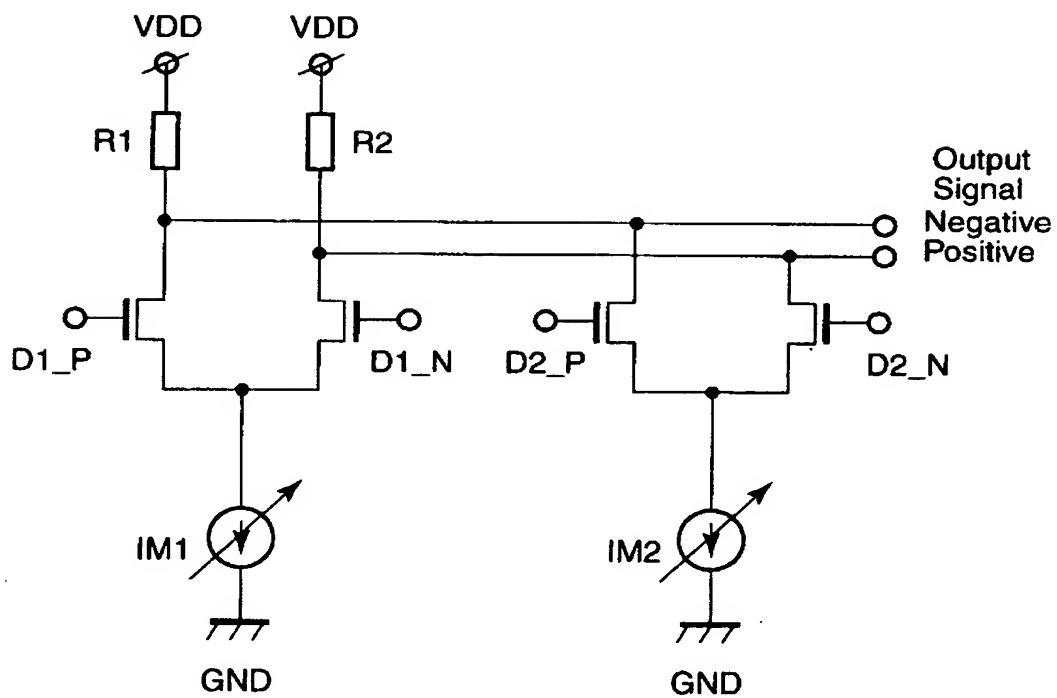 VDD
VDD
R1
R2
Output
Signal
Negative
Positive
D1_P
D1_N
D2_P
D2_N
IM1
IM2
GND
GND